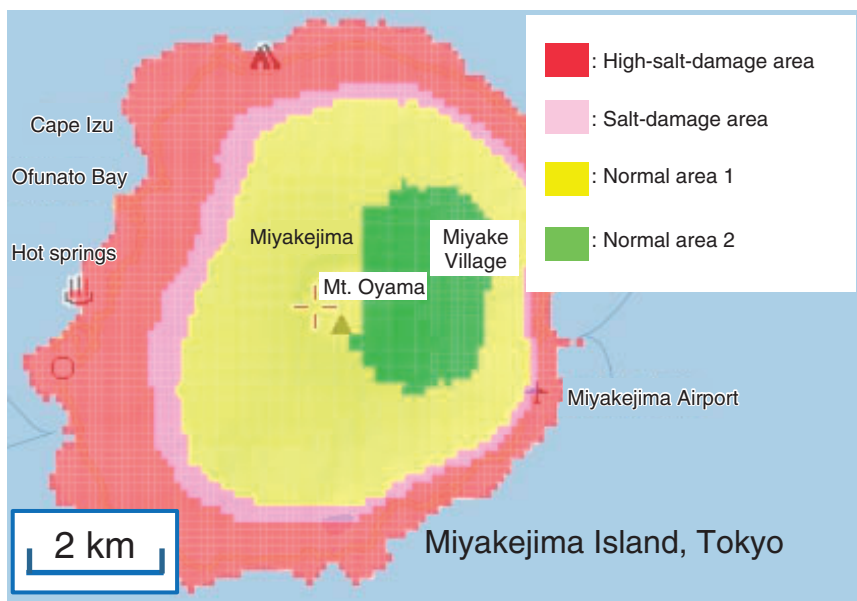 : High-salt-damage area
: Salt-damage area
: Normal area 1
: Normal area 2
Cape Izu
Ofunato Bay
Hot springs
Miyakejima
Miyake
Village
Mt. Oyama
Miyakejima Airport
2 km
Miyakejima Island, Tokyo